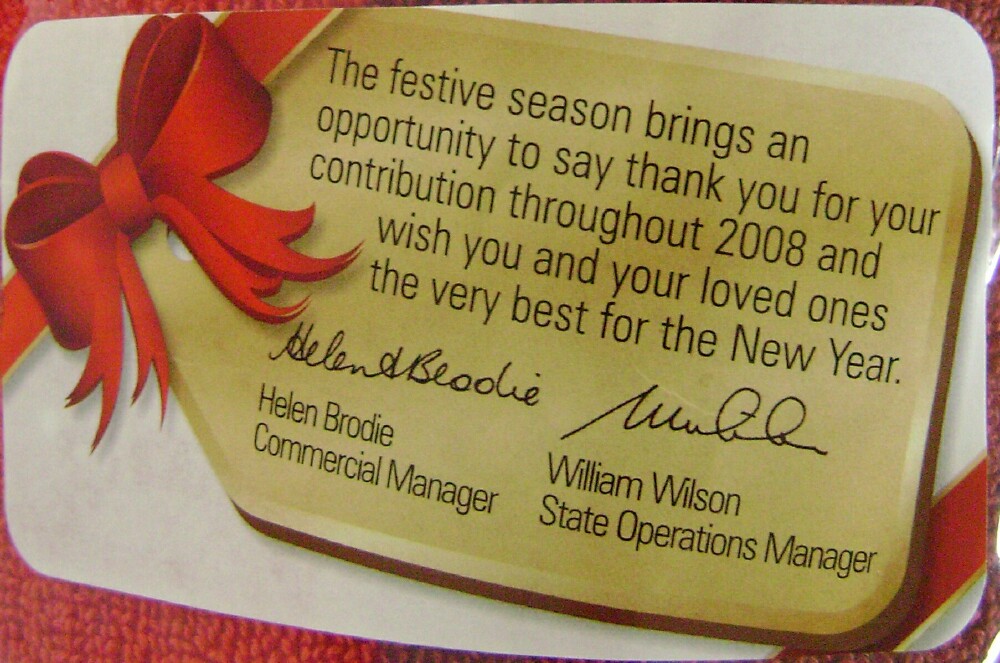 The festive season brings an
opportunity to say thank you for your
contribution throughout 2008 and
wish you and your loved ones
the very best for the New Year.
Helen A Brodie
Helen Brodie
Commercial Manager
William Wilson
State Operations Manager